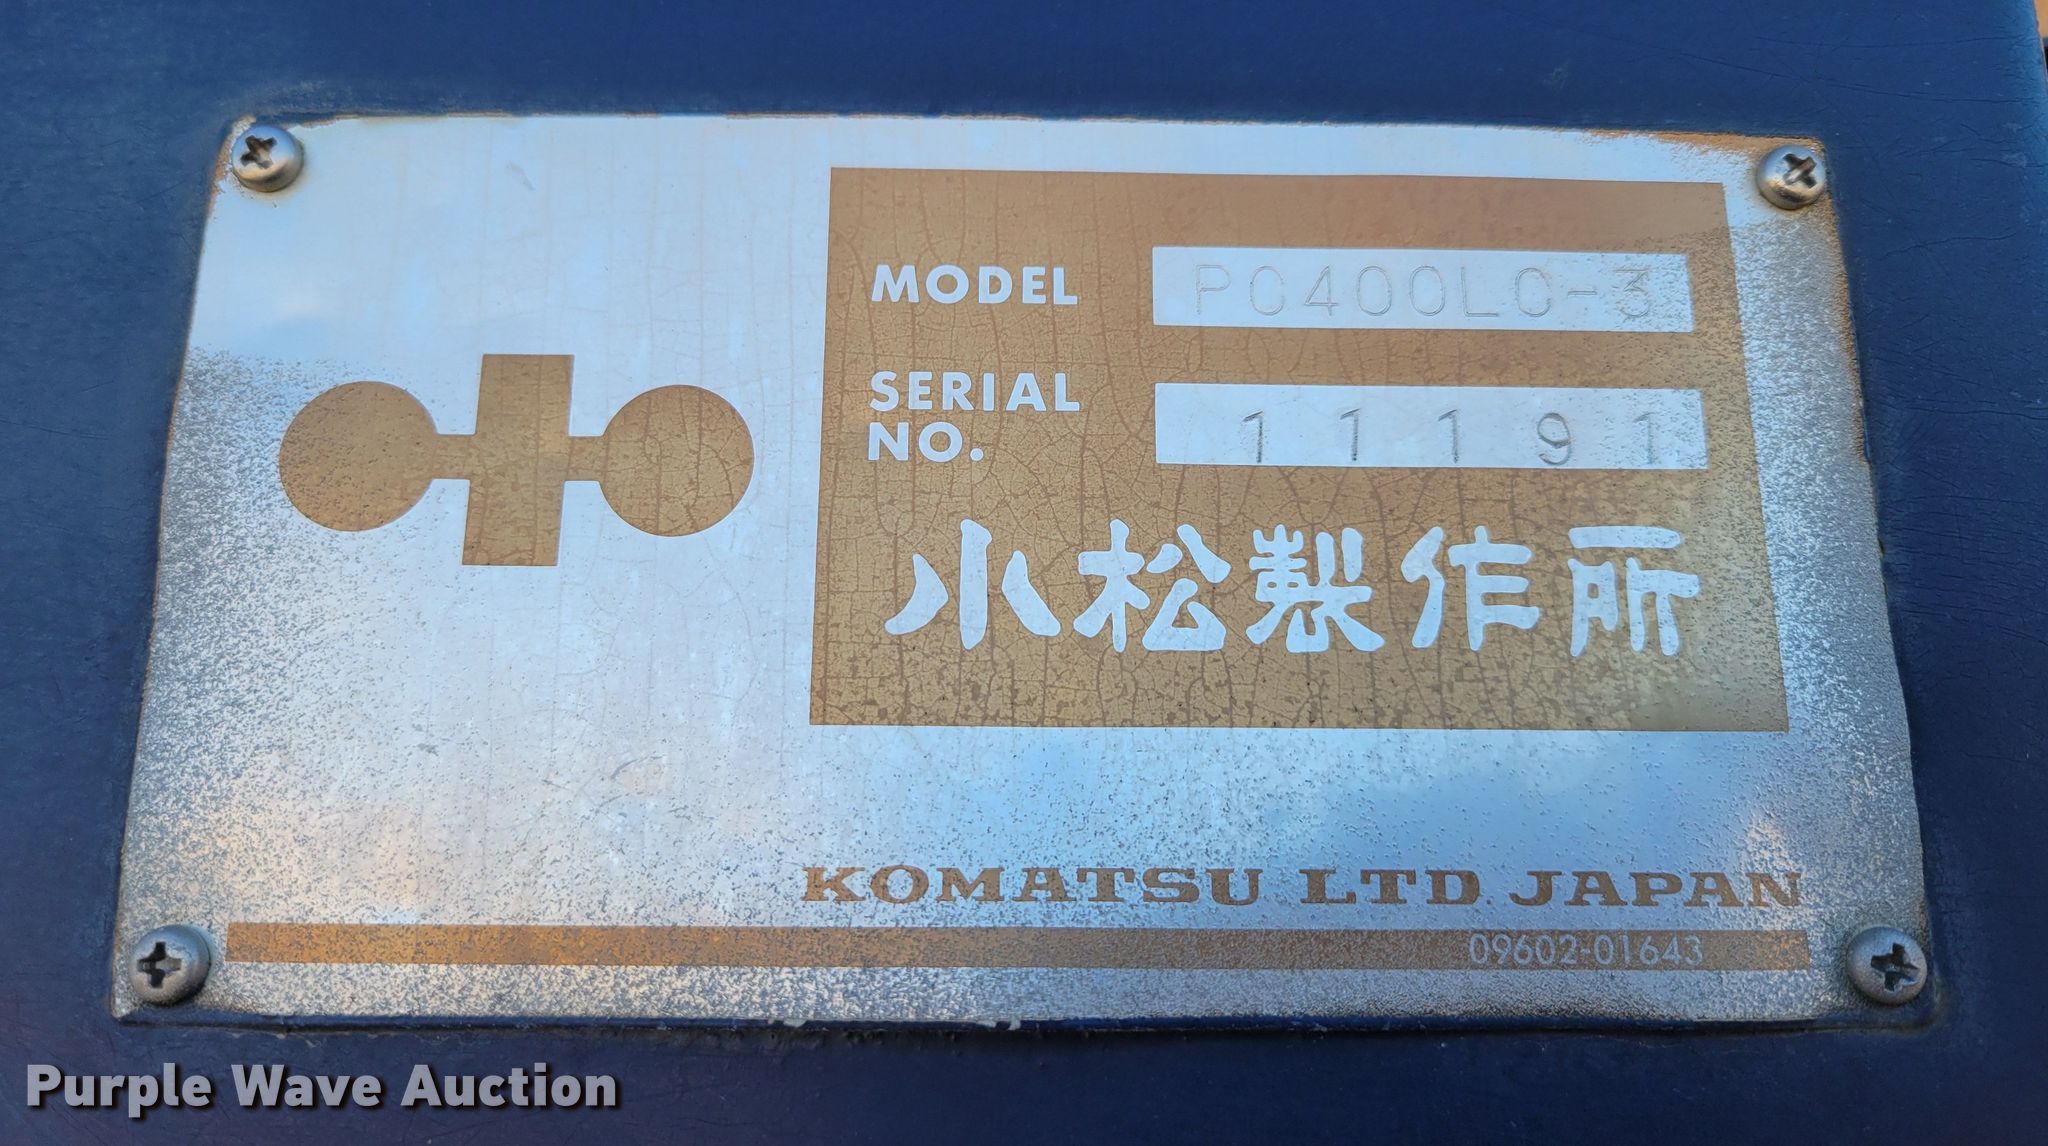 MODEL PC400LC-3
SERIAL NO. 11191
小松製作所
KOMATSU LTD. JAPAN
09602-01643
Purple Wave Auction